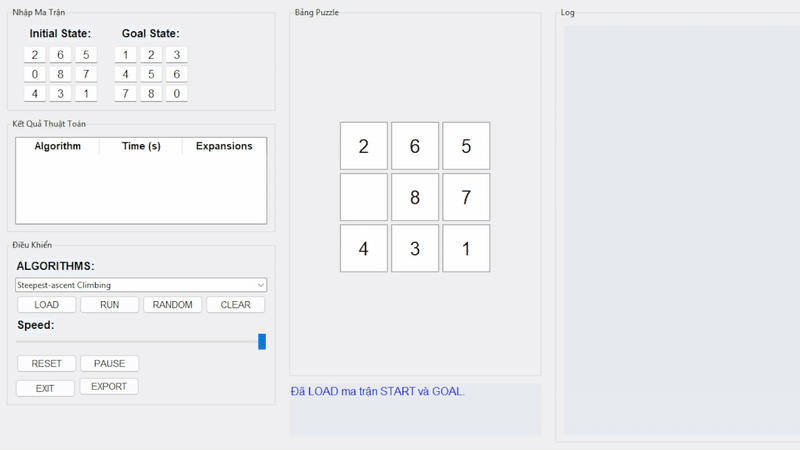 Nhập Ma Trận
Initial State:
Goal State:
2 6 5
0 8 7
4 3 1
1 2 3
4 5 6
7 8 0
Kết Quả Thuật Toán
Algorithm Time (s) Expansions
Điều Khiển
ALGORITHMS:
Steepest-ascent Climbing
LOAD RUN RANDOM CLEAR
Speed:
RESET PAUSE
EXIT EXPORT
Bảng Puzzle
2 6 5
8 7
4 3 1
Đã LOAD ma trận START và GOAL.
Log